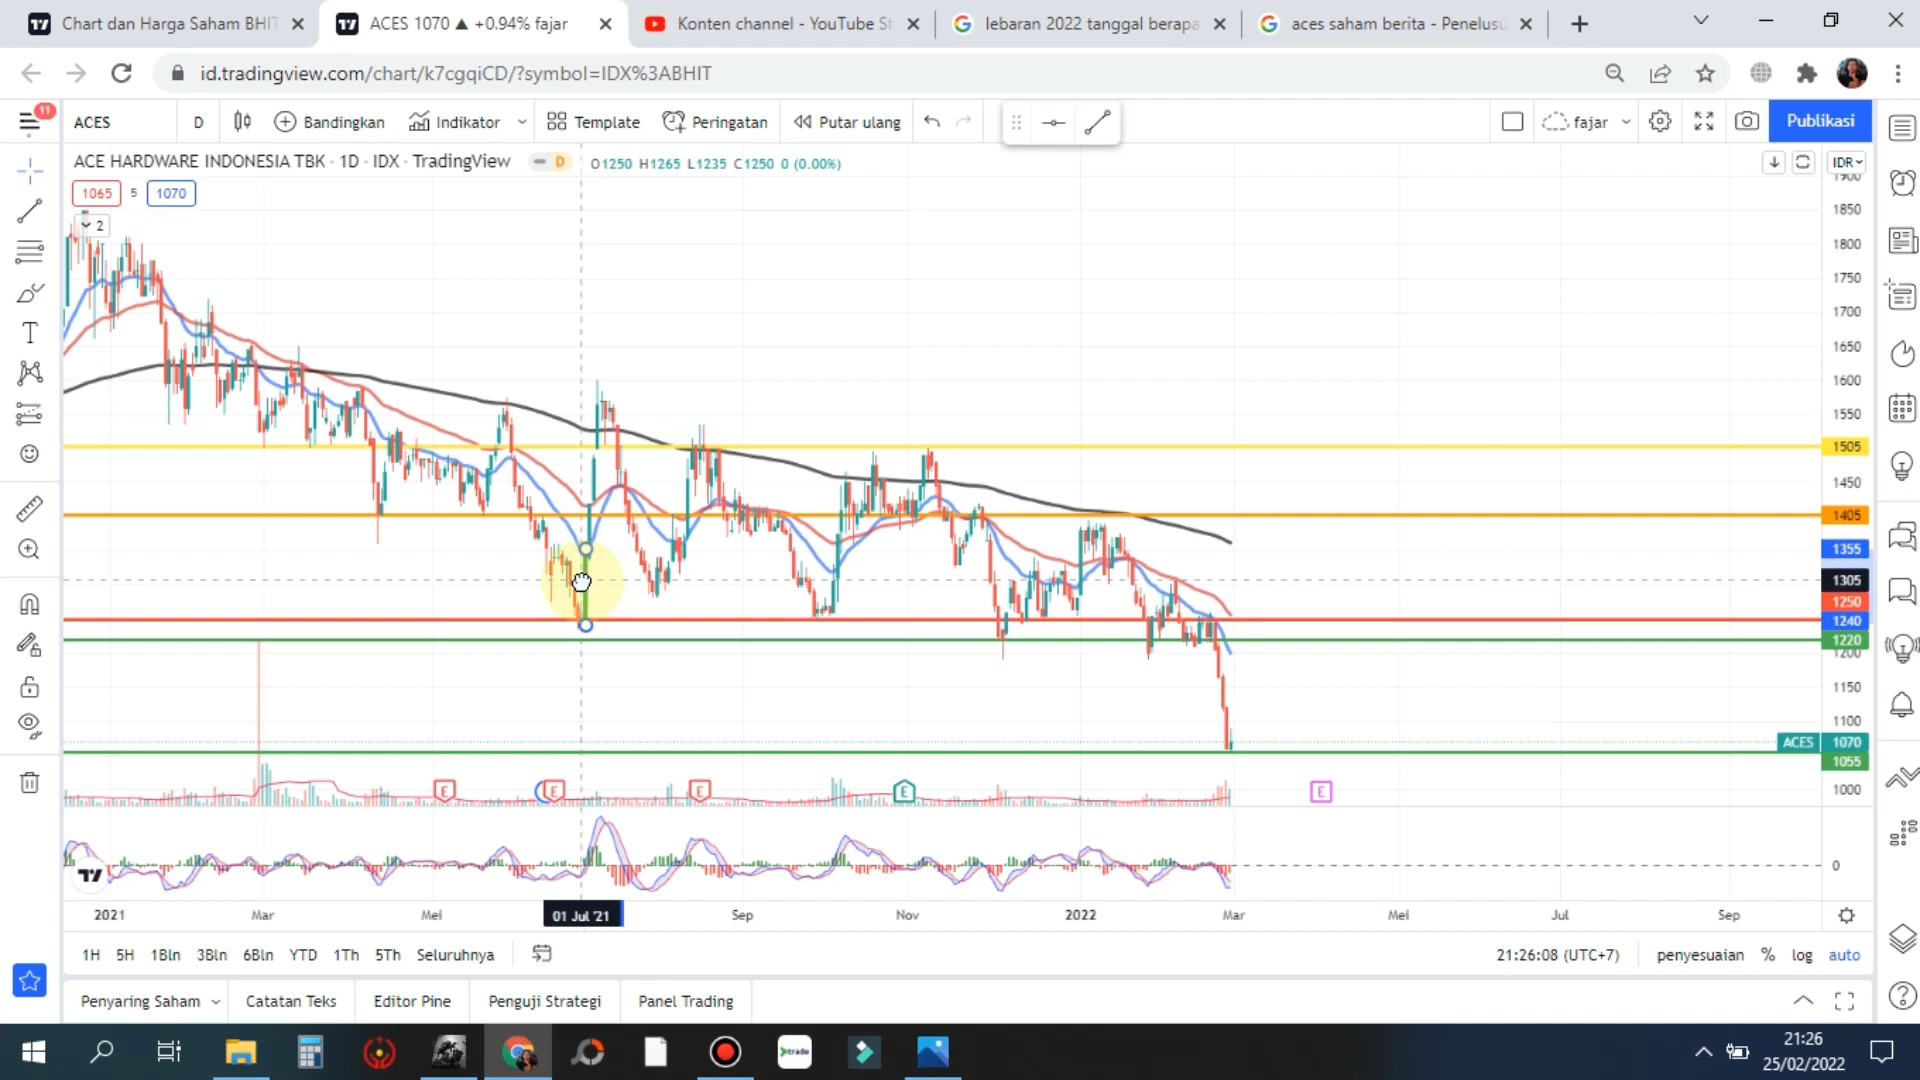 Chart dan Harga Saham BHIT
ACES 1070 ▲ +0.94% fajar
Konten channel - YouTube St
lebaran 2022 tanggal berapa
aces saham berita - Penelusu
id.tradingview.com/chart/k7cgqiCD/?symbol=IDX%3ABHIT
11
ACES
D
Bandingkan
Indikator
Template
Peringatan
Putar ulang
fajar
Publikasi
ACE HARDWARE INDONESIA TBK · 1D · IDX · TradingView
D
O1250 H1265 L1235 C1250 0 (0.00%)
IDR
1065
5
1070
2
1900
1850
1800
1750
1700
1650
1600
1550
1505
1450
1405
1355
1305
1250
1240
1220
1200
1150
1100
ACES 1070
1055
1000
E
E
E
E
E
0
2021
Mar
Mei
01 Jul '21
Sep
Nov
2022
Mar
Mei
Jul
Sep
1H
5H
1Bln
3Bln
6Bln
YTD
1Th
5Th
Seluruhnya
21:26:08 (UTC+7)
penyesuaian
%
log
auto
Penyaring Saham
Catatan Teks
Editor Pine
Penguji Strategi
Panel Trading
trade
21:26
25/02/2022